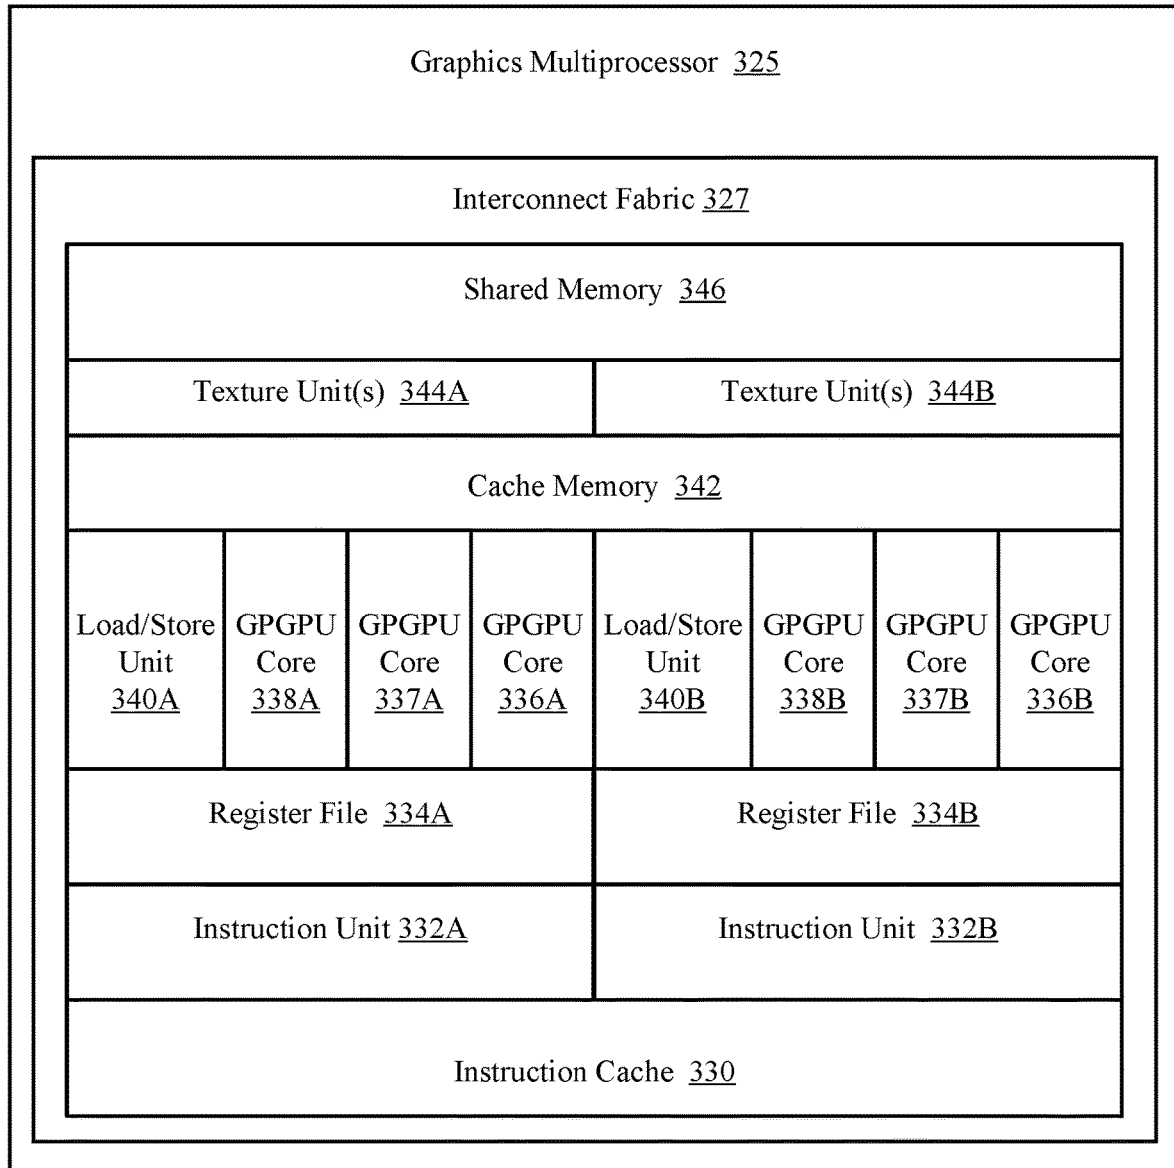 Graphics Multiprocessor 325
Interconnect Fabric 327
Shared Memory 346
Texture Unit(s) 344A
Texture Unit(s) 344B
Cache Memory 342
Load/Store
Unit
340A
GPGPU
Core
338A
GPGPU
Core
337A
GPGPU
Core
336A
Load/Store
Unit
340B
GPGPU
Core
338B
GPGPU
Core
337B
GPGPU
Core
336B
Register File 334A
Register File 334B
Instruction Unit 332A
Instruction Unit 332B
Instruction Cache 330